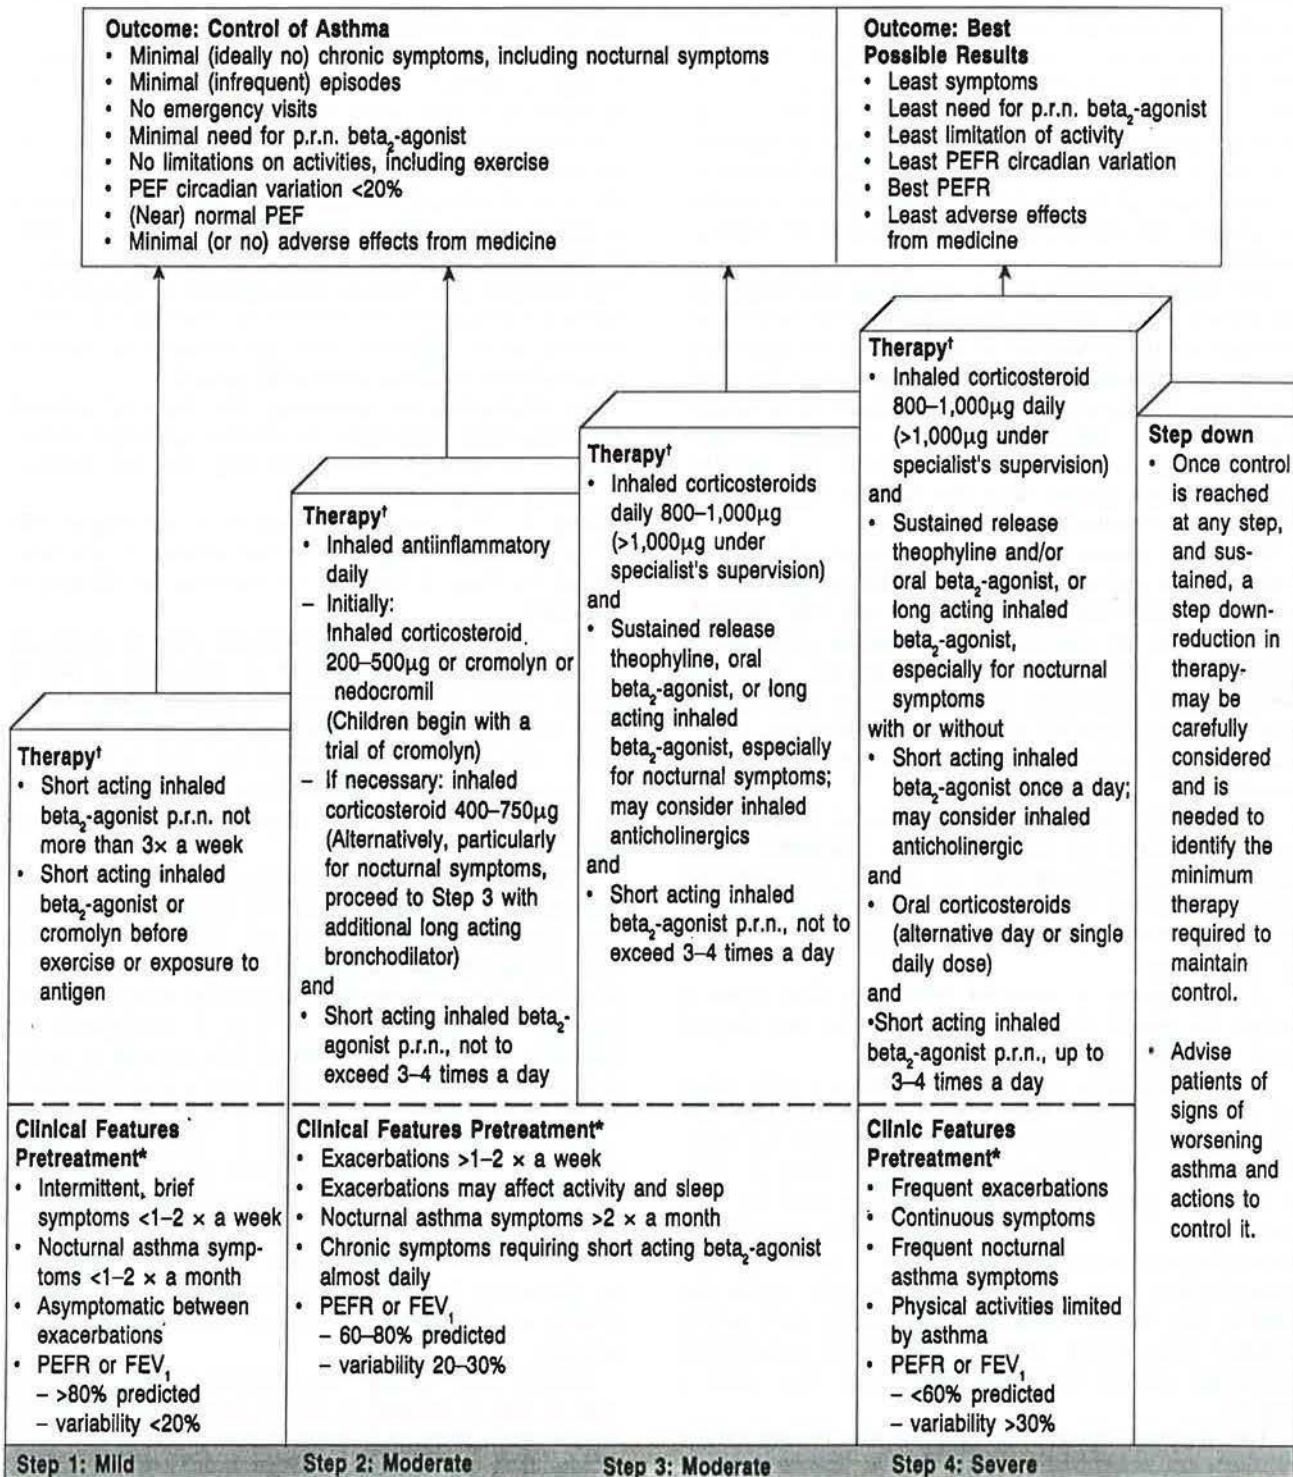 Outcome: Control of Asthma
• Minimal (ideally no) chronic symptoms, including nocturnal symptoms
• Minimal (infrequent) episodes
• No emergency visits
• Minimal need for p.r.n. beta₂-agonist
• No limitations on activities, including exercise
• PEF circadian variation <20%
• (Near) normal PEF
• Minimal (or no) adverse effects from medicine
Outcome: Best
Possible Results
• Least symptoms
• Least need for p.r.n. beta₂-agonist
• Least limitation of activity
• Least PEFR circadian variation
• Best PEFR
• Least adverse effects
from medicine
Therapy†
• Short acting inhaled
beta₂-agonist p.r.n. not
more than 3× a week
• Short acting inhaled
beta₂-agonist or
cromolyn before
exercise or exposure to
antigen
Therapy†
• Inhaled antiinflammatory
daily
– Initially:
Inhaled corticosteroid
200–500µg or cromolyn or
nedocromil
(Children begin with a
trial of cromolyn)
– If necessary: inhaled
corticosteroid 400–750µg
(Alternatively, particularly
for nocturnal symptoms,
proceed to Step 3 with
additional long acting
bronchodilator)
and
• Short acting inhaled beta₂-
agonist p.r.n., not to
exceed 3–4 times a day
Therapy†
• Inhaled corticosteroids
daily 800–1,000µg
(>1,000µg under
specialist's supervision)
and
• Sustained release
theophyline, oral
beta₂-agonist, or long
acting inhaled
beta₂-agonist, especially
for nocturnal symptoms;
may consider inhaled
anticholinergics
and
• Short acting inhaled
beta₂-agonist p.r.n., not to
exceed 3–4 times a day
Therapy†
• Inhaled corticosteroid
800–1,000µg daily
(>1,000µg under
specialist's supervision)
and
• Sustained release
theophyline and/or
oral beta₂-agonist, or
long acting inhaled
beta₂-agonist,
especially for nocturnal
symptoms
with or without
• Short acting inhaled
beta₂-agonist once a day;
may consider inhaled
anticholinergic
and
• Oral corticosteroids
(alternative day or single
daily dose)
and
•Short acting inhaled
beta₂-agonist p.r.n., up to
3–4 times a day
Step down
• Once control
is reached
at any step,
and sus-
tained, a
step down-
reduction in
therapy-
may be
carefully
considered
and is
needed to
identify the
minimum
therapy
required to
maintain
control.
• Advise
patients of
signs of
worsening
asthma and
actions to
control it.
Clinical Features
Pretreatment*
• Intermittent, brief
symptoms <1–2 × a week
• Nocturnal asthma symp-
toms <1–2 × a month
• Asymptomatic between
exacerbations
• PEFR or FEV₁
– >80% predicted
– variability <20%
Clinical Features Pretreatment*
• Exacerbations >1–2 × a week
• Exacerbations may affect activity and sleep
• Nocturnal asthma symptoms >2 × a month
• Chronic symptoms requiring short acting beta₂-agonist
almost daily
• PEFR or FEV₁
– 60–80% predicted
– variability 20–30%
Clinic Features
Pretreatment*
• Frequent exacerbations
• Continuous symptoms
• Frequent nocturnal
asthma symptoms
• Physical activities limited
by asthma
• PEFR or FEV₁
– <60% predicted
– variability >30%
Step 1: Mild
Step 2: Moderate
Step 3: Moderate
Step 4: Severe